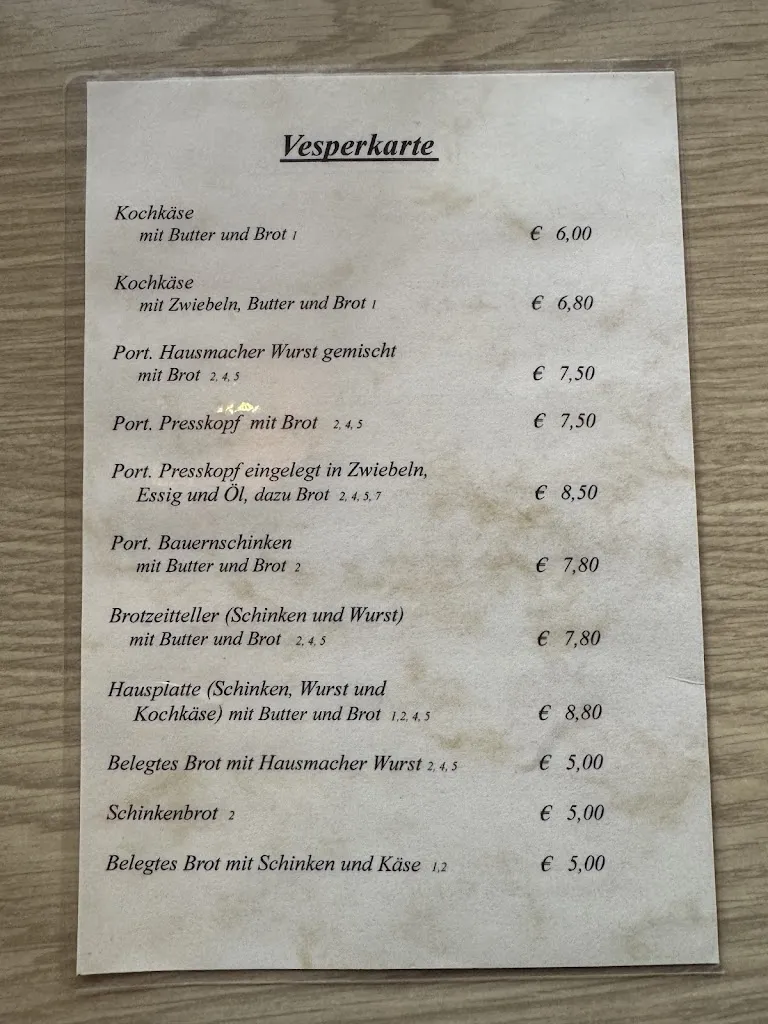 Vesperkarte
Kochkäse
mit Butter und Brot 1 € 6,00
Kochkäse
mit Zwiebeln, Butter und Brot 1 € 6,80
Port. Hausmacher Wurst gemischt
mit Brot 2, 4, 5 € 7,50
Port. Presskopf mit Brot 2, 4, 5 € 7,50
Port. Presskopf eingelegt in Zwiebeln,
Essig und Öl, dazu Brot 2, 4, 5, 7 € 8,50
Port. Bauernschinken
mit Butter und Brot 2 € 7,80
Brotzeitteller (Schinken und Wurst)
mit Butter und Brot 2, 4, 5 € 7,80
Hausplatte (Schinken, Wurst und
Kochkäse) mit Butter und Brot 1,2, 4, 5 € 8,80
Belegtes Brot mit Hausmacher Wurst 2, 4, 5 € 5,00
Schinkenbrot 2 € 5,00
Belegtes Brot mit Schinken und Käse 1,2 € 5,00